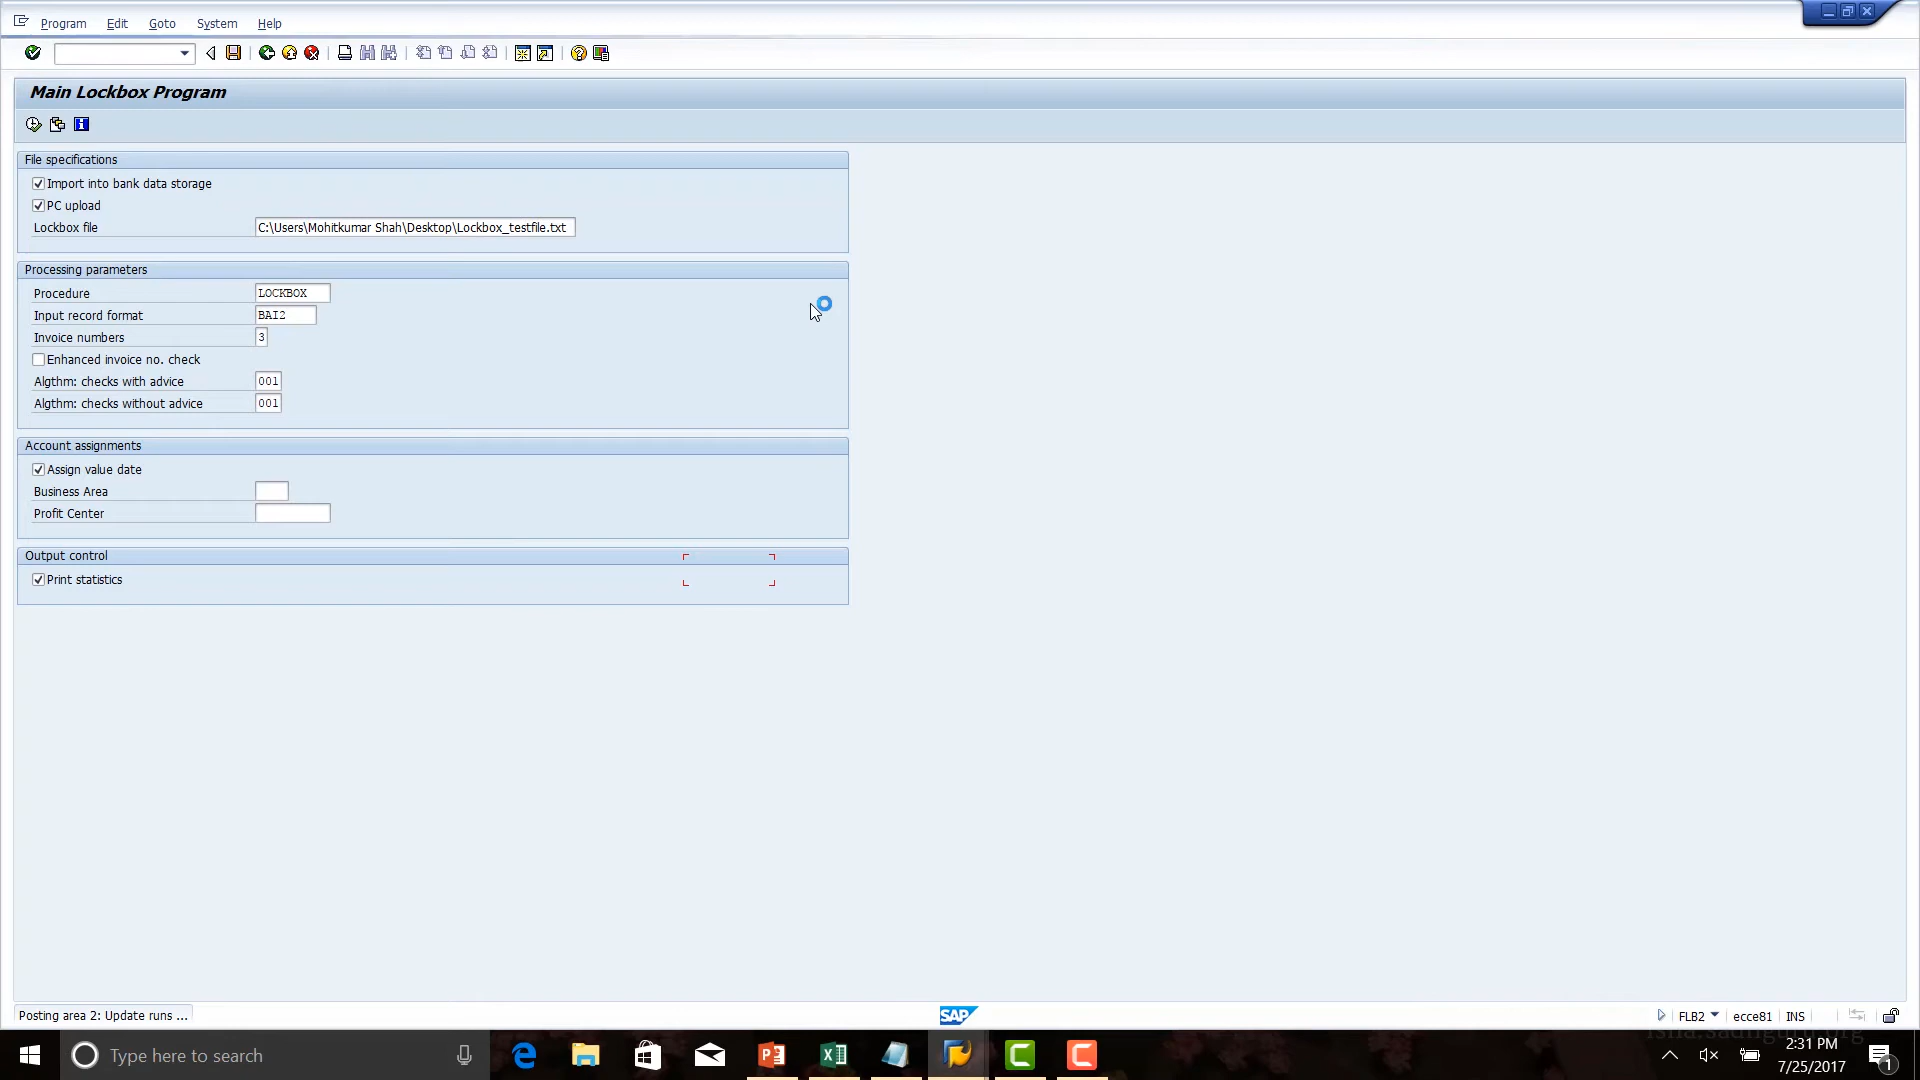 Program Edit Goto System Help
Main Lockbox Program
File specifications
Import into bank data storage
PC upload
Lockbox file C:\Users\Mohitkumar Shah\Desktop\Lockbox_testfile.txt
Processing parameters
Procedure LOCKBOX
Input record format BAI2
Invoice numbers 3
Enhanced invoice no. check
Algthm: checks with advice 001
Algthm: checks without advice 001
Account assignments
Assign value date
Business Area
Profit Center
Output control
Print statistics
Posting area 2: Update runs ... SAP FLB2 ecce81 INS
isha.sadhguru.org
Type here to search
2:31 PM
7/25/2017
1